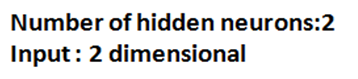 Number of hidden neurons:2
Input : 2 dimensional